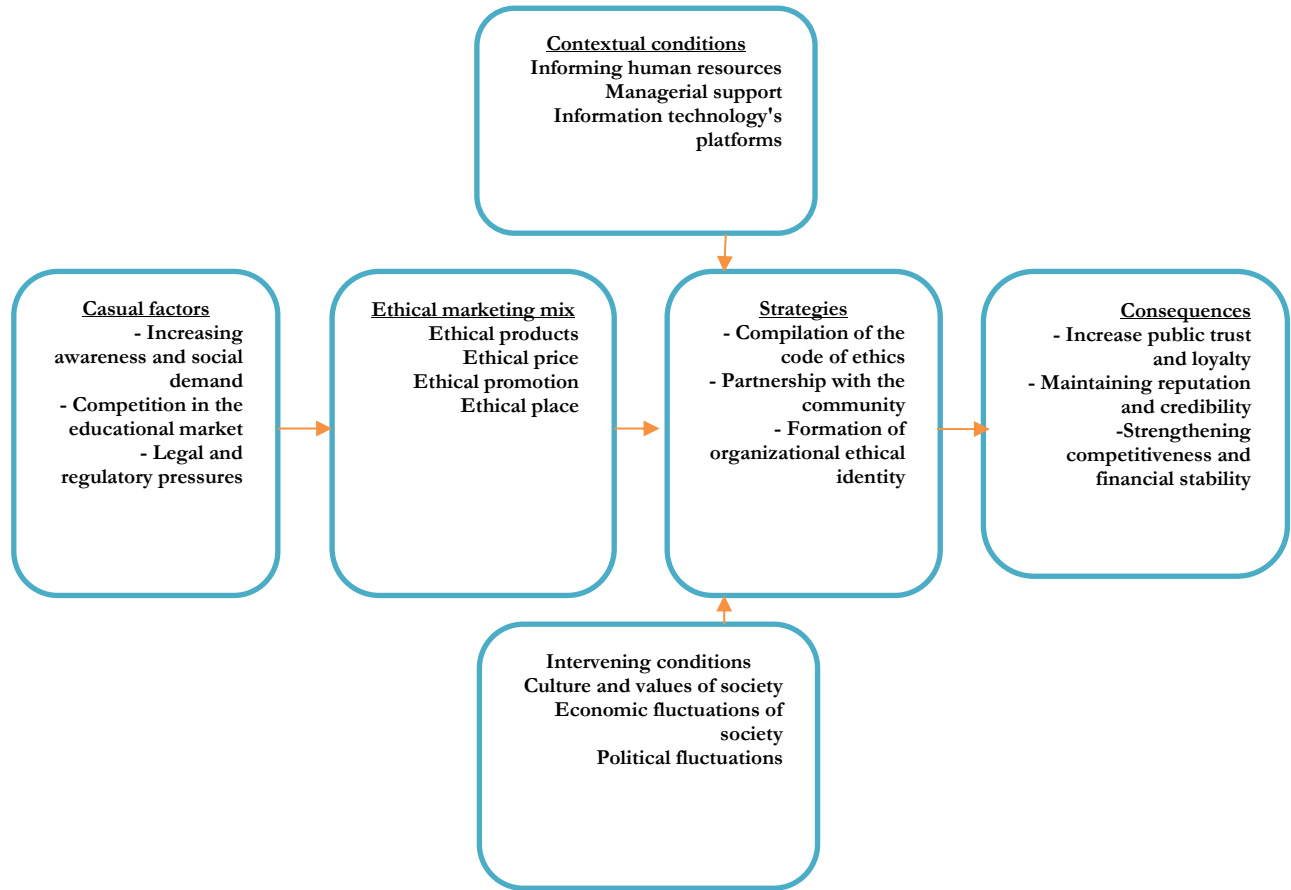 Contextual conditions
Informing human resources
Managerial support
Information technology's
platforms
Casual factors
- Increasing
awareness and social
demand
- Competition in the
educational market
- Legal and
regulatory pressures
Ethical marketing mix
Ethical products
Ethical price
Ethical promotion
Ethical place
Strategies
- Compilation of the
code of ethics
- Partnership with the
community
- Formation of
organizational ethical
identity
Consequences
- Increase public trust
and loyalty
- Maintaining reputation
and credibility
-Strengthening
competitiveness and
financial stability
Intervening conditions
Culture and values of society
Economic fluctuations of
society
Political fluctuations